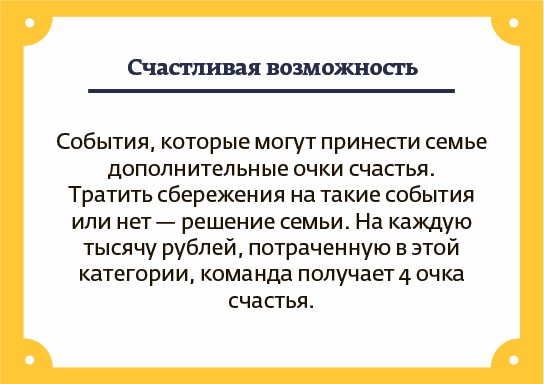 Счастливая возможность
События, которые могут принести семье
дополнительные очки счастья.
Тратить сбережения на такие события
или нет — решение семьи. На каждую
тысячу рублей, потраченную в этой
категории, команда получает 4 очка
счастья.